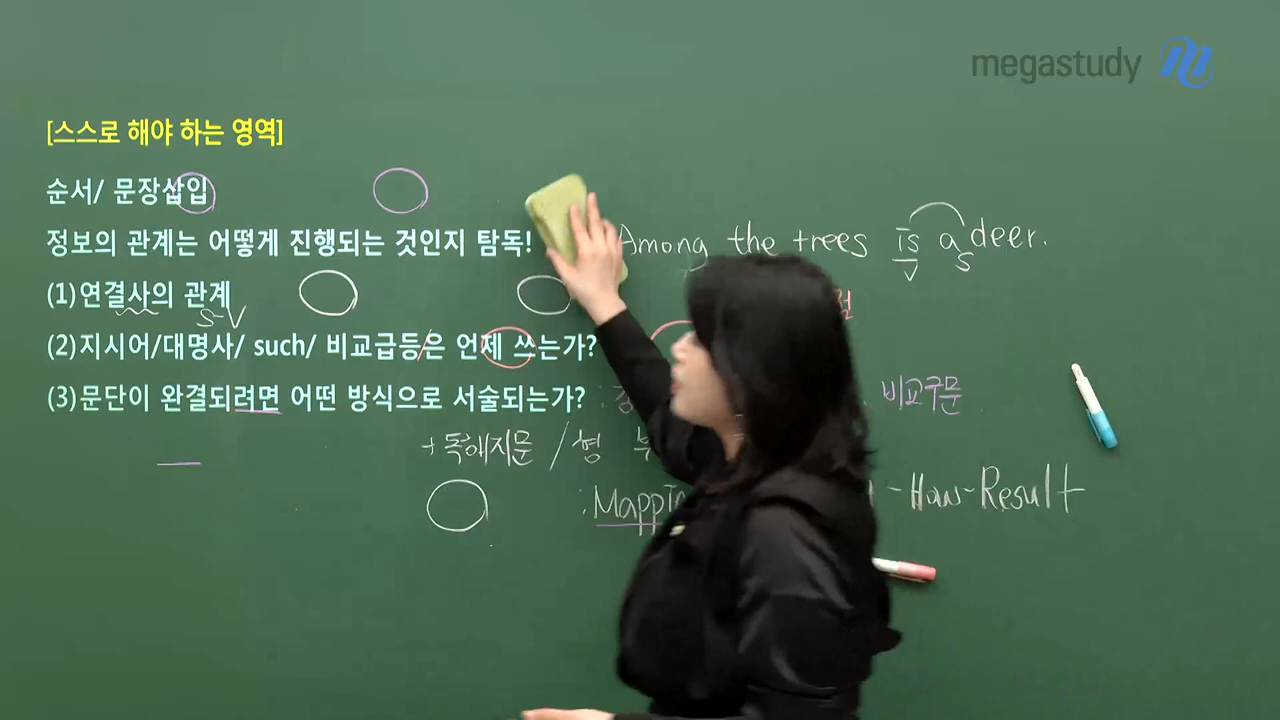 megastudy
[스스로 해야 하는 영역]
순서/ 문장삽입
정보의 관계는 어떻게 진행되는 것인지 탐독!
Among the trees is a deer.
V S
(1)연결사의 관계
S-V
(2)지시어/대명사/ such/ 비교급등은 언제 쓰는가?
(3)문단이 완결되려면 어떤 방식으로 서술되는가? :
비교구문
+ 독해지문 / 형
: -How-Result